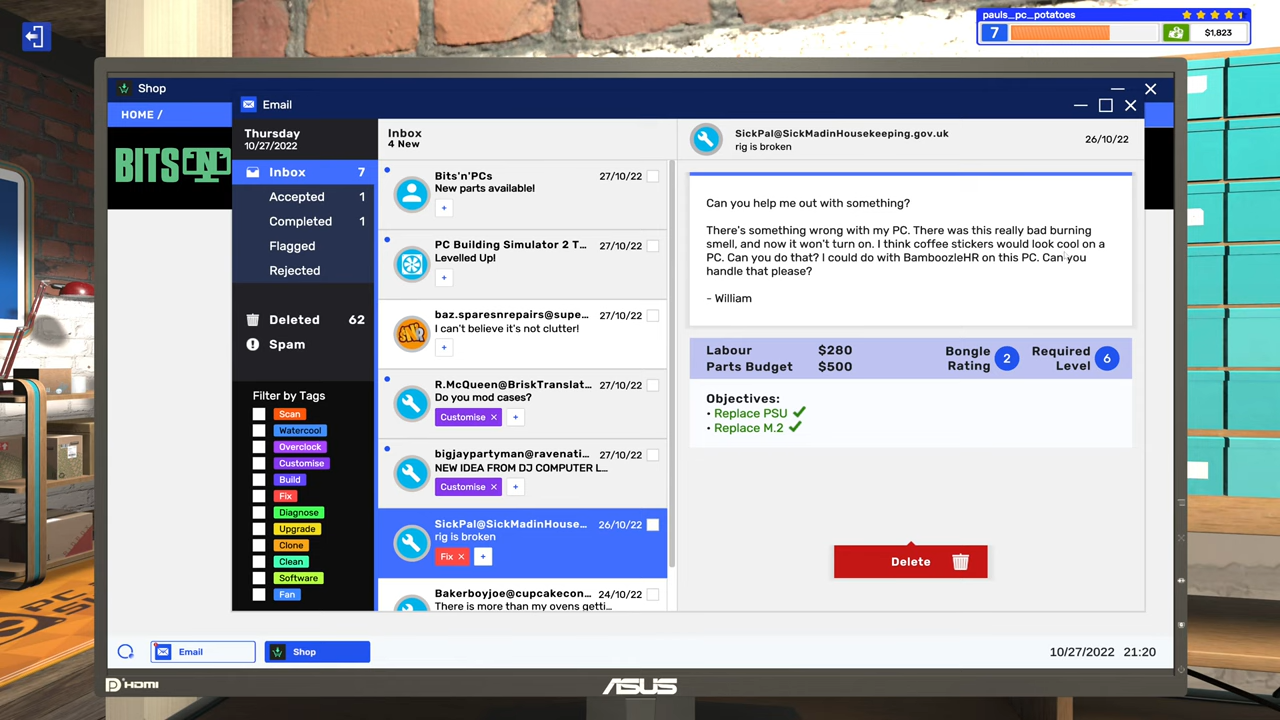 pauls_pc_potatoes
7
$1,823
Shop
HOME /
BITS
Email
Thursday
10/27/2022
Inbox 7
Accepted 1
Completed 1
Flagged
Rejected
Deleted 62
Spam
Filter by Tags
Scan
Watercool
Overclock
Customise
Build
Fix
Diagnose
Upgrade
Clone
Clean
Software
Fan
Inbox
4 New
Bits'n'PCs 27/10/22
New parts available!
+
PC Building Simulator 2 T... 27/10/22
Levelled Up!
+
SNR
baz.sparesnrepairs@supe... 27/10/22
I can't believe it's not clutter!
+
R.McQueen@BriskTranslat... 27/10/22
Do you mod cases?
Customise × +
bigjaypartyman@ravenati... 27/10/22
NEW IDEA FROM DJ COMPUTER L...
Customise × +
SickPal@SickMadinHouse... 26/10/22
rig is broken
Fix × +
Bakerboyjoe@cupcakecon... 24/10/22
There is more than my ovens getti...
SickPal@SickMadinHousekeeping.gov.uk
rig is broken
26/10/22
Can you help me out with something?
There's something wrong with my PC. There was this really bad burning
smell, and now it won't turn on. I think coffee stickers would look cool on a
PC. Can you do that? I could do with BamboozleHR on this PC. Can you
handle that please?
- William
Labour $280
Parts Budget $500
Bongle
Rating 2
Required
Level 6
Objectives:
• Replace PSU
• Replace M.2
Delete
Email
Shop
10/27/2022 21:20
HDMI
ASUS